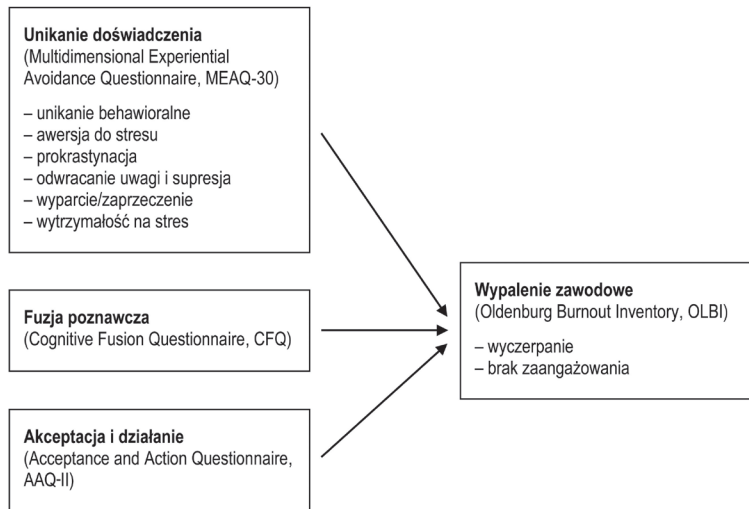 Unikanie doświadczenia
(Multidimensional Experiential
Avoidance Questionnaire, MEAQ-30)
– unikanie behawioralne
– awersja do stresu
– prokrastynacja
– odwracanie uwagi i supresja
– wyparcie/zaprzeczenie
– wytrzymałość na stres
Fuzja poznawcza
(Cognitive Fusion Questionnaire, CFQ)
Akceptacja i działanie
(Acceptance and Action Questionnaire,
AAQ-II)
Wypalenie zawodowe
(Oldenburg Burnout Inventory, OLBI)
– wyczerpanie
– brak zaangażowania